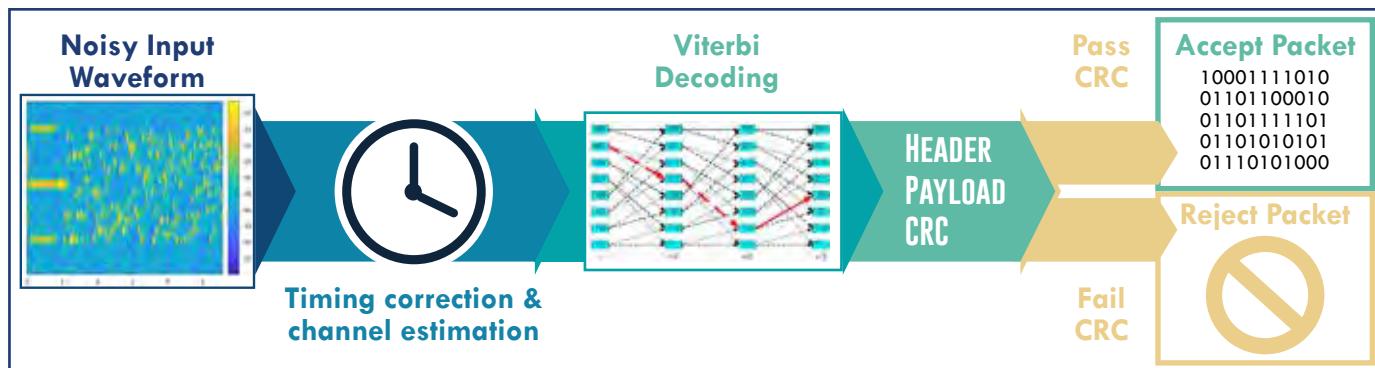 Noisy Input
Waveform
Timing correction &
channel estimation
Viterbi
Decoding
HEADER
PAYLOAD
CRC
Pass
CRC
Fail
CRC
Accept Packet
10001111010
01101100010
01101111101
01101010101
01110101000
Reject Packet